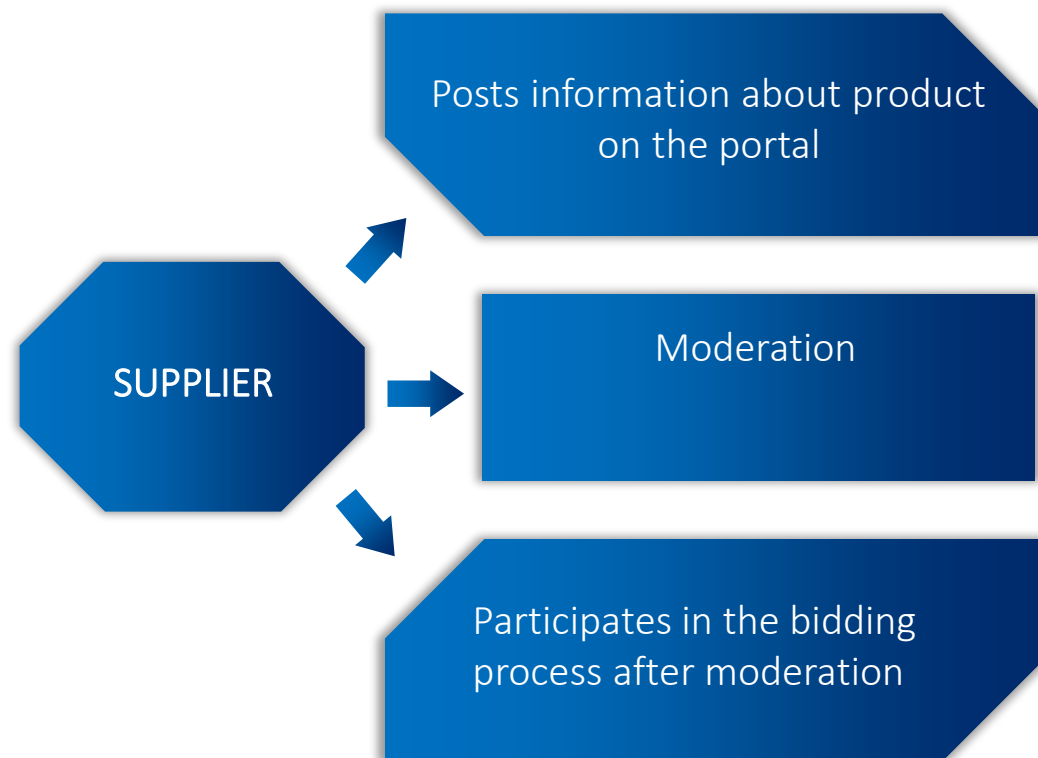 Posts information about product
on the portal
SUPPLIER
Moderation
Participates in the bidding
process after moderation